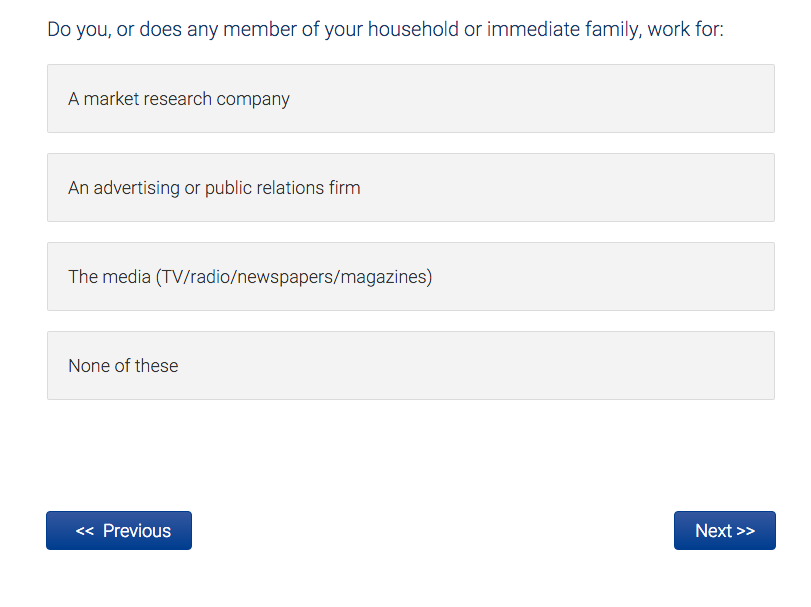 Do you, or does any member of your household or immediate family, work for:
A market research company
An advertising or public relations firm
The media (TV/radio/newspapers/magazines)
None of these
<< Previous
Next >>